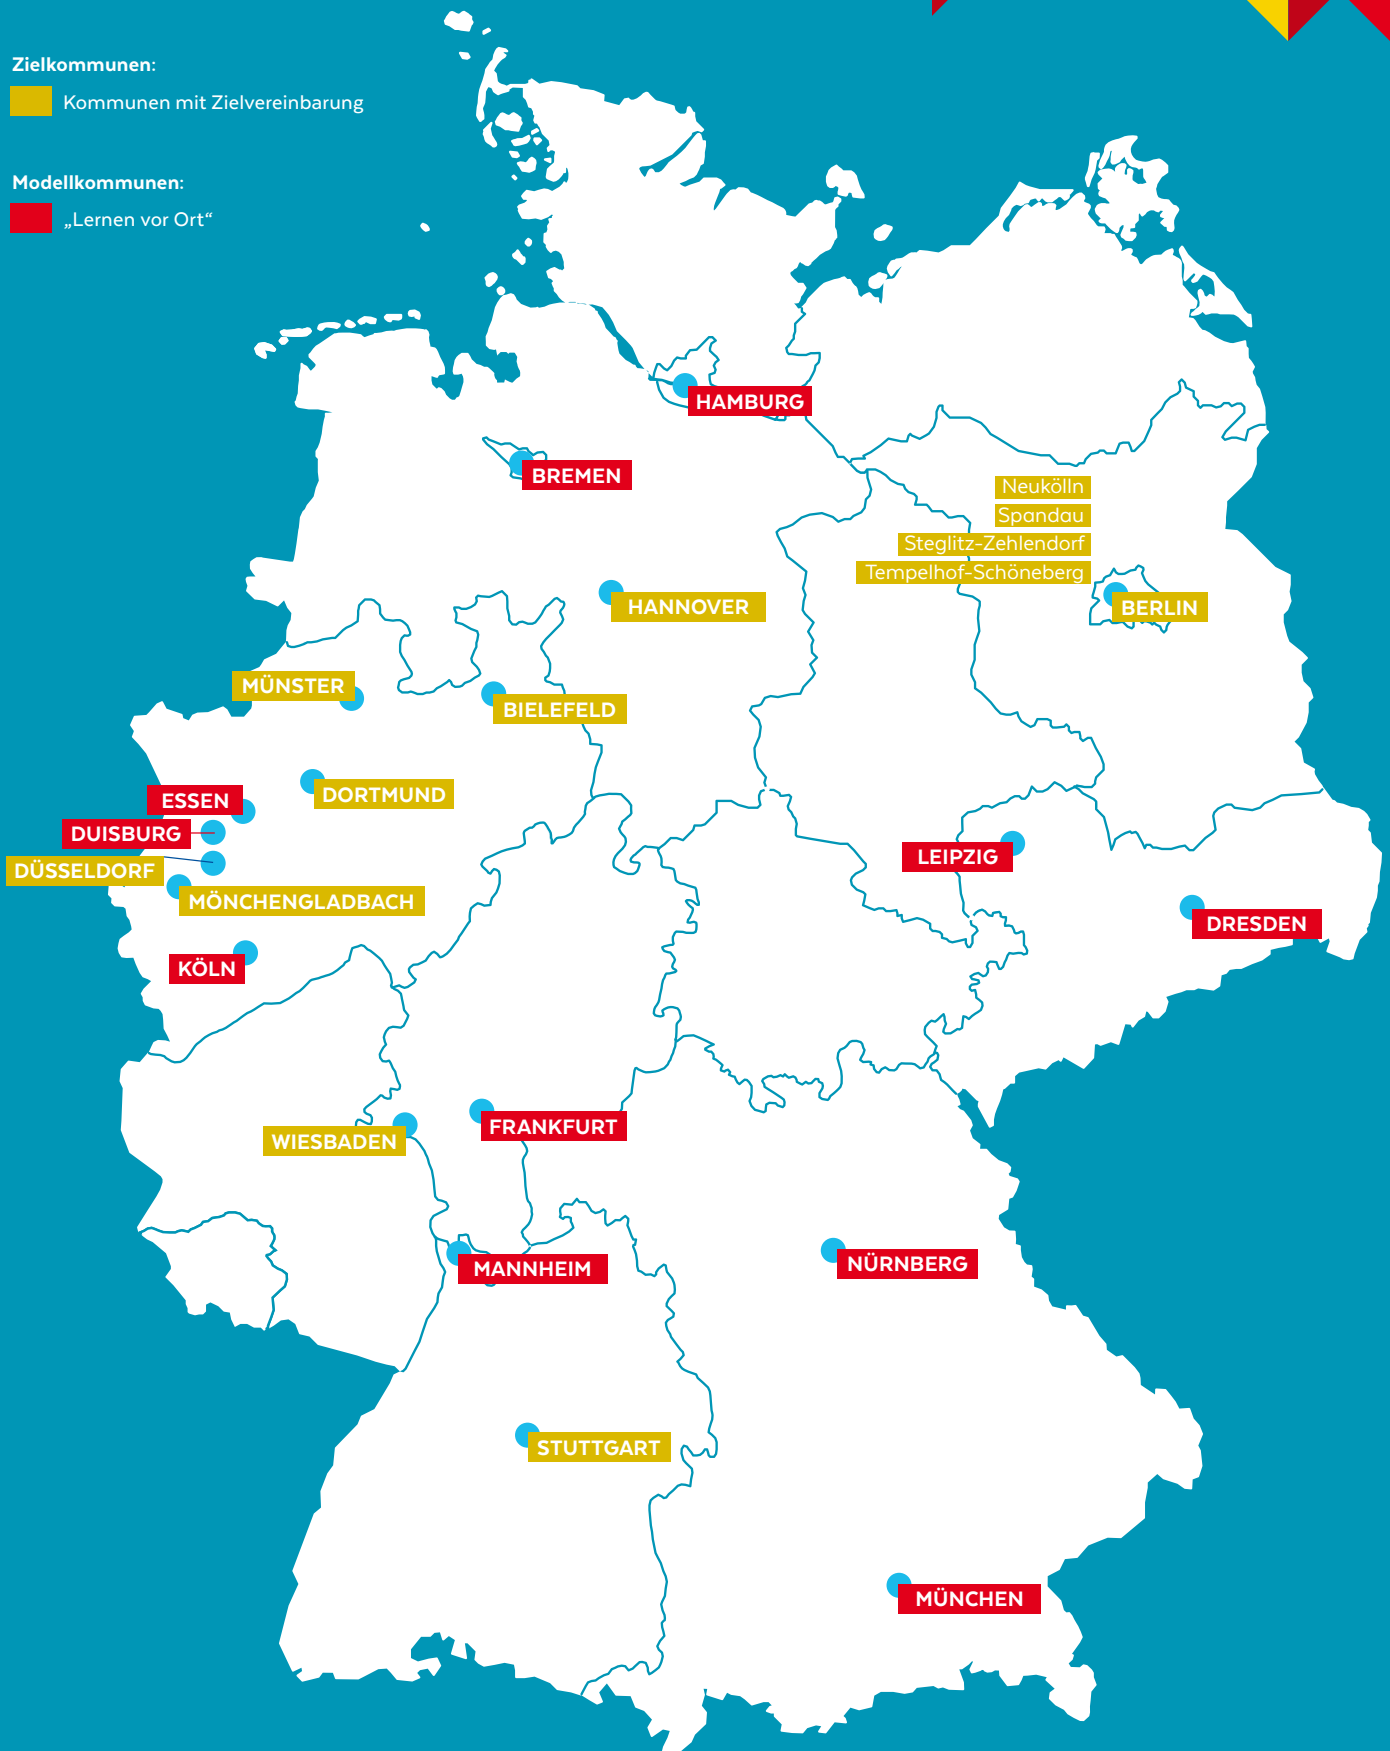 Zielkommunen:
Kommunen mit Zielvereinbarung
Modellkommunen:
„Lernen vor Ort“
HAMBURG
BREMEN
Neukölln
Spandau
Steglitz-Zehlendorf
Tempelhof-Schöneberg
BERLIN
HANNOVER
MÜNSTER
BIELEFELD
DORTMUND
ESSEN
DUISBURG
DÜSSELDORF
MÖNCHENGLADBACH
LEIPZIG
DRESDEN
KÖLN
FRANKFURT
WIESBADEN
MANNHEIM
NÜRNBERG
STUTTGART
MÜNCHEN